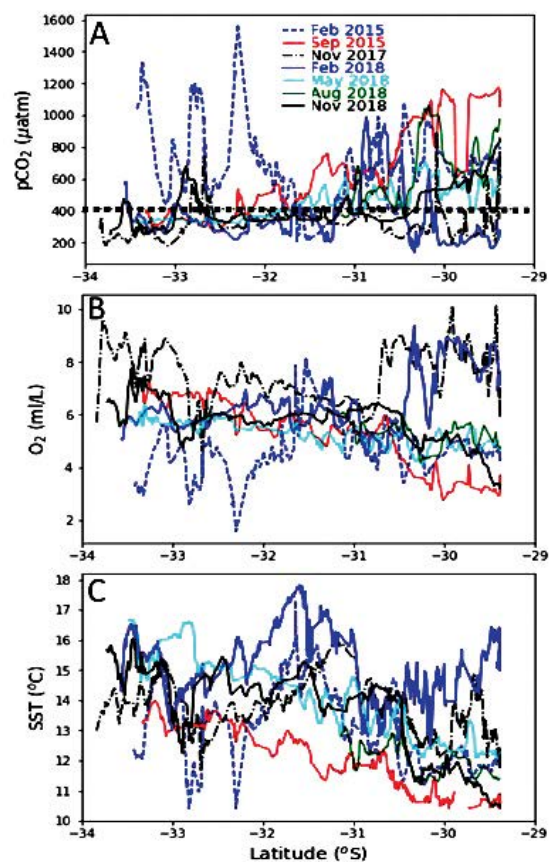 A
Feb 2015
Sep 2015
Nov 2017
Feb 2018
May 2018
Aug 2018
Nov 2018
pCO₂ (µatm)
1600
1400
1200
1000
800
600
400
200
−34 −33 −32 −31 −30 −29
B
O₂ (ml/L)
10
8
6
4
2
−34 −33 −32 −31 −30 −29
C
SST (°C)
18
17
16
15
14
13
12
11
10
−34 −33 −32 −31 −30 −29
Latitude (°S)